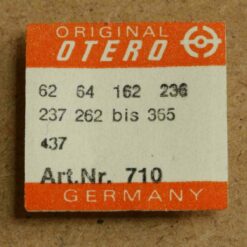 ORIGINAL
OTERO
62 64 162 236
237 262 bis 365
437
Art.Nr. 710
GERMANY